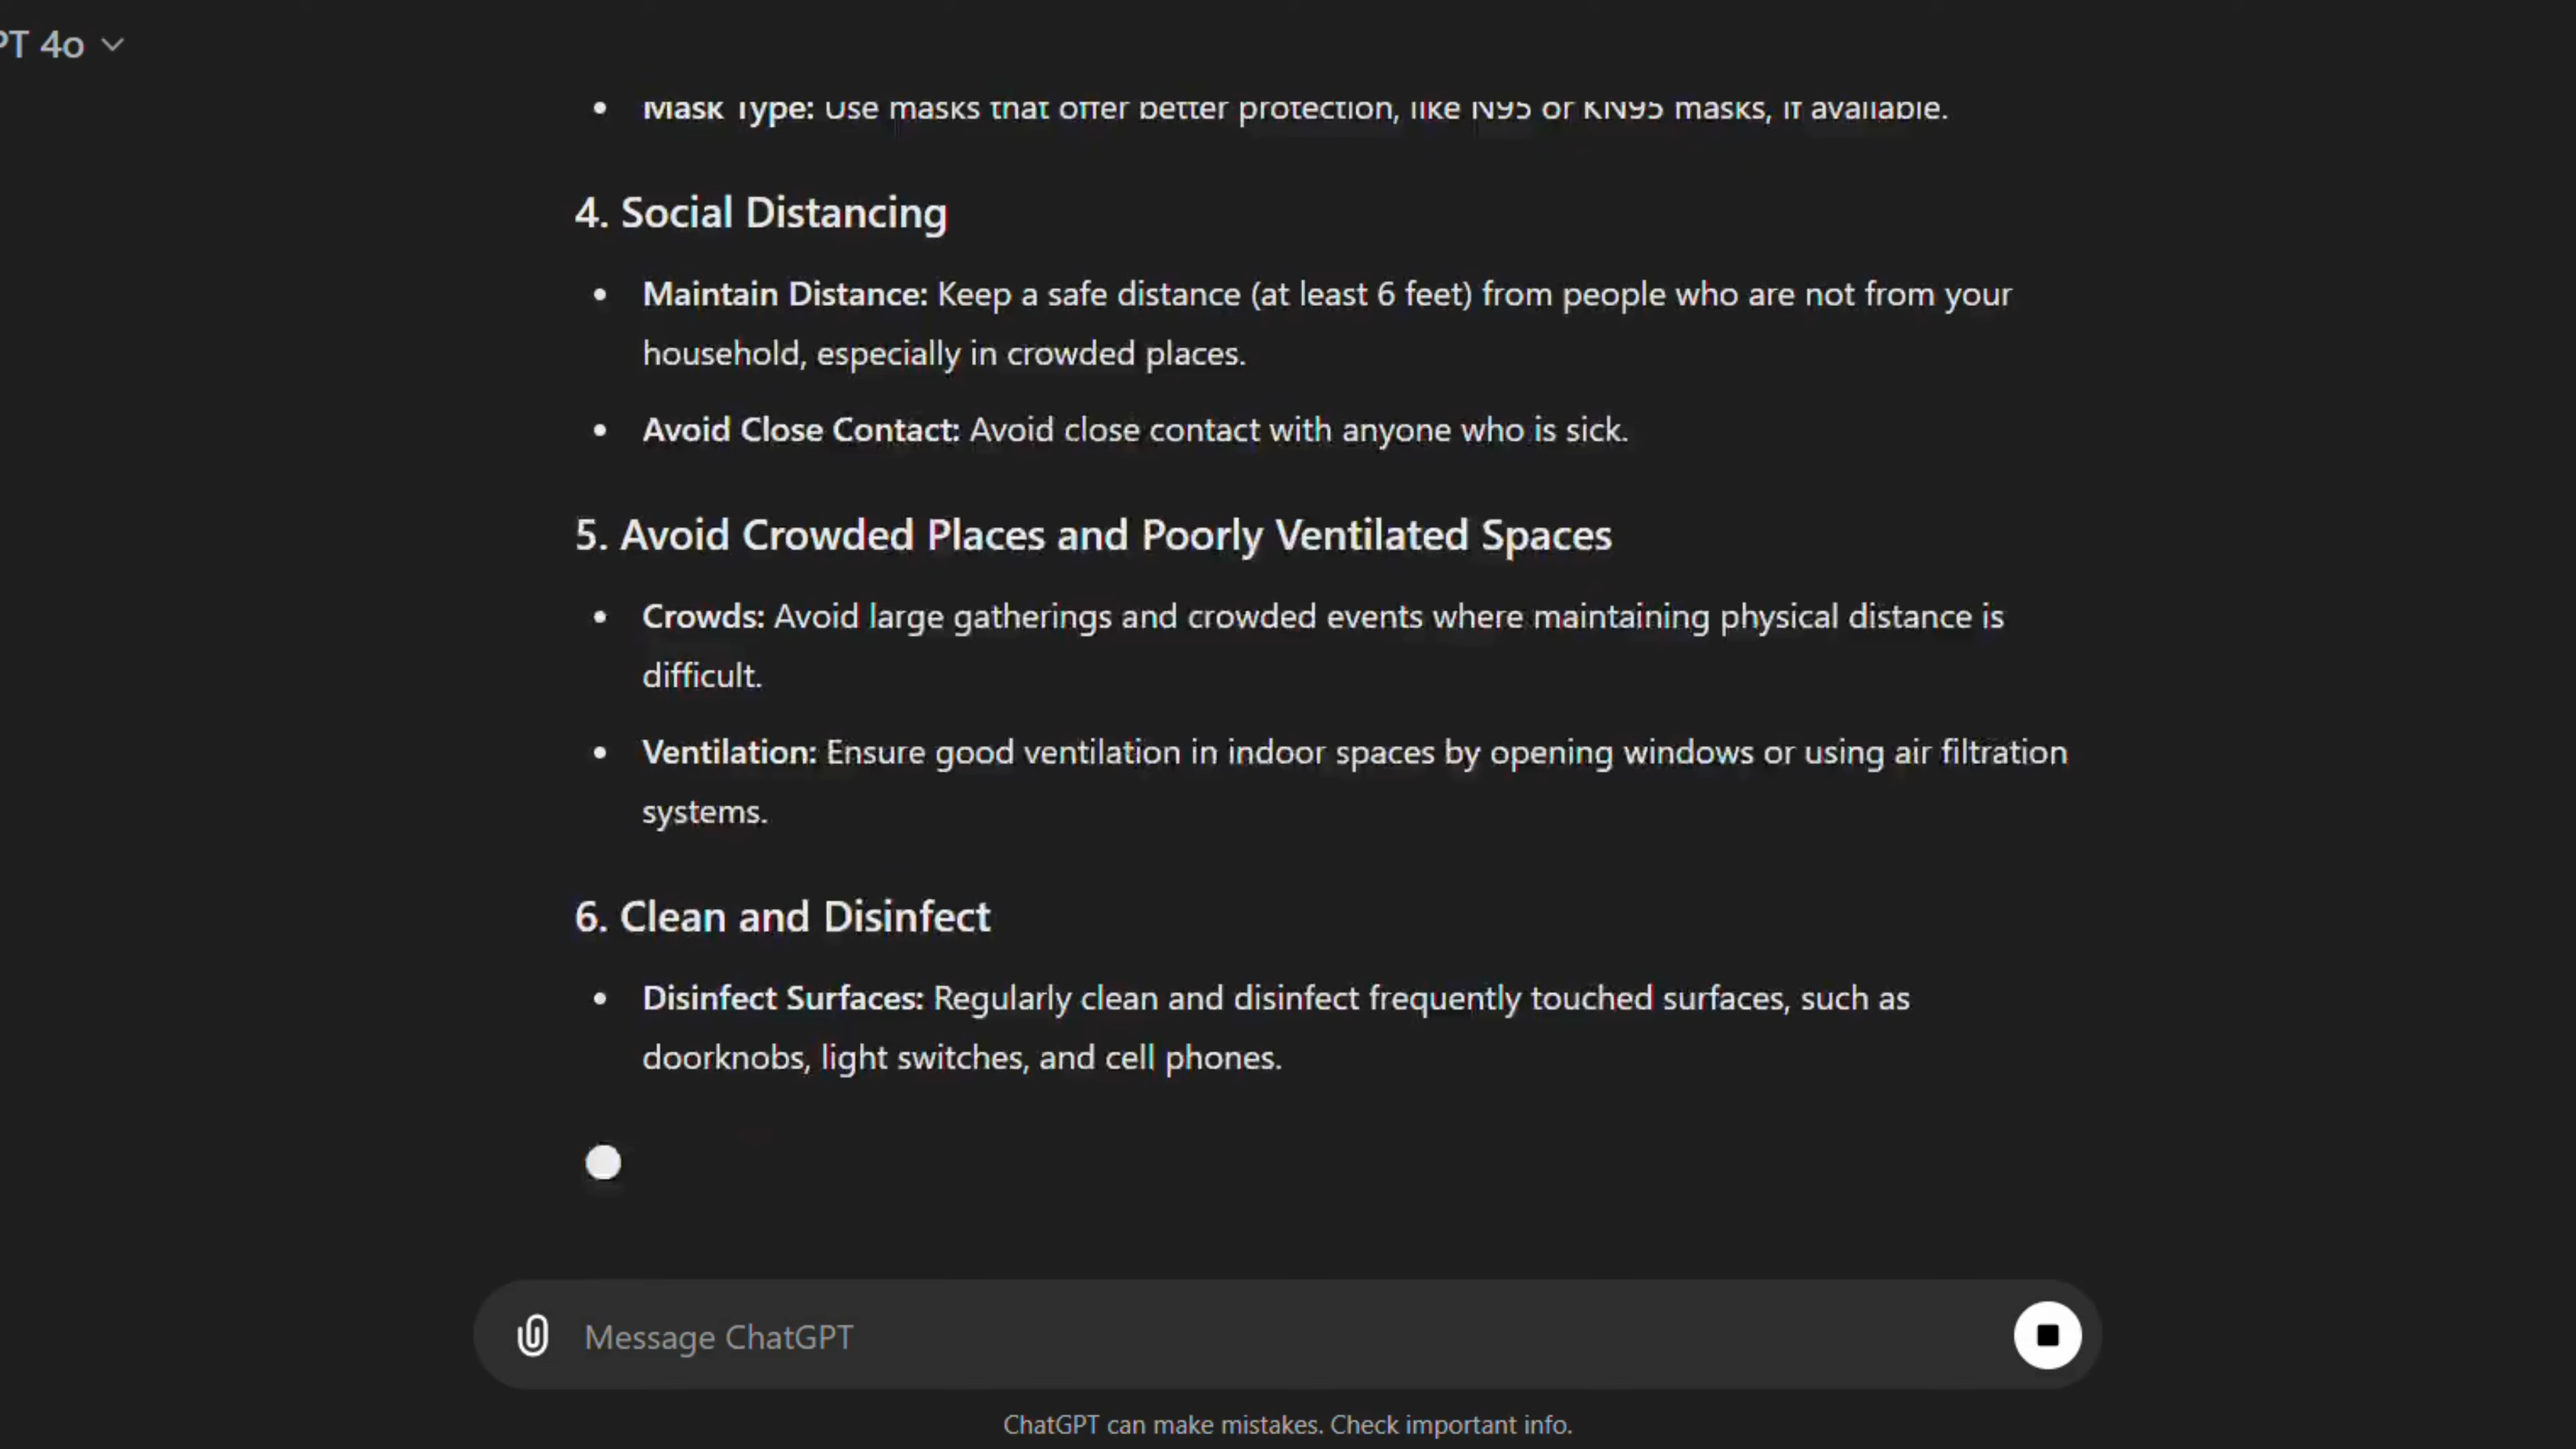 PT 4o
Mask Type: Use masks that offer better protection, like N95 or KN95 masks, if available.
4. Social Distancing
Maintain Distance: Keep a safe distance (at least 6 feet) from people who are not from your
household, especially in crowded places.
Avoid Close Contact: Avoid close contact with anyone who is sick.
5. Avoid Crowded Places and Poorly Ventilated Spaces
Crowds: Avoid large gatherings and crowded events where maintaining physical distance is
difficult.
Ventilation: Ensure good ventilation in indoor spaces by opening windows or using air filtration
systems.
6. Clean and Disinfect
Disinfect Surfaces: Regularly clean and disinfect frequently touched surfaces, such as
doorknobs, light switches, and cell phones.
Message ChatGPT
ChatGPT can make mistakes. Check important info.